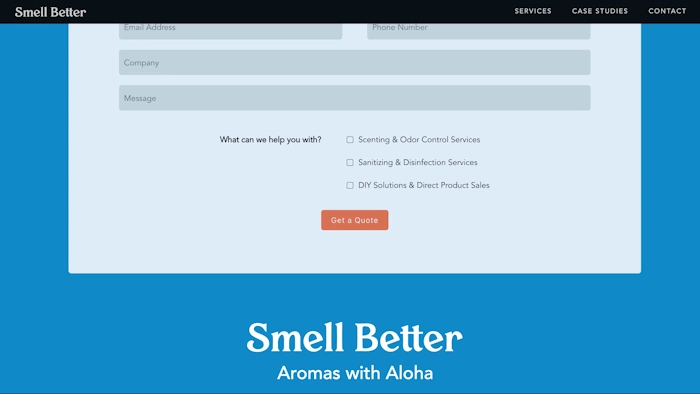 Smell Better
SERVICES CASE STUDIES CONTACT
Email Address Phone Number
Company
Message
What can we help you with? Scenting & Odor Control Services
Sanitizing & Disinfection Services
DIY Solutions & Direct Product Sales
Get a Quote
Smell Better
Aromas with Aloha